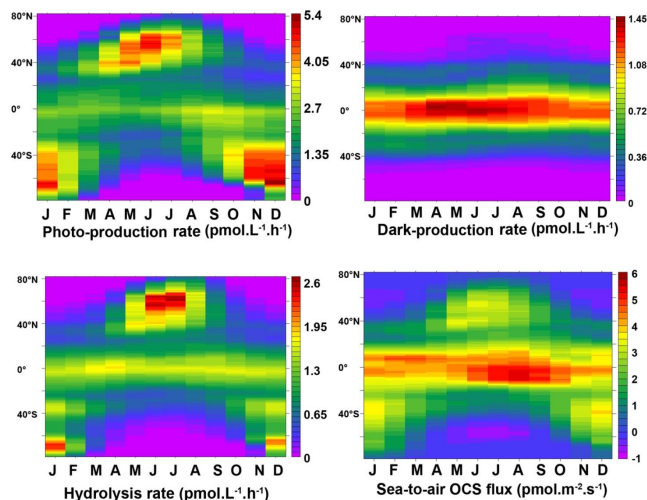 80°N
40°N
0°
40°S
5.4
4.05
2.7
1.35
0
J F M A M J J A S O N D
Photo-production rate (pmol.L⁻¹.h⁻¹)
80°N
40°N
0°
40°S
1.45
1.08
0.72
0.36
0
J F M A M J J A S O N D
Dark-production rate (pmol.L⁻¹.h⁻¹)
80°N
40°N
0°
40°S
2.6
1.95
1.3
0.65
0
J F M A M J J A S O N D
Hydrolysis rate (pmol.L⁻¹.h⁻¹)
80°N
40°N
0°
40°S
6
5
4
3
2
1
0
-1
J F M A M J J A S O N D
Sea-to-air OCS flux (pmol.m⁻².s⁻¹)